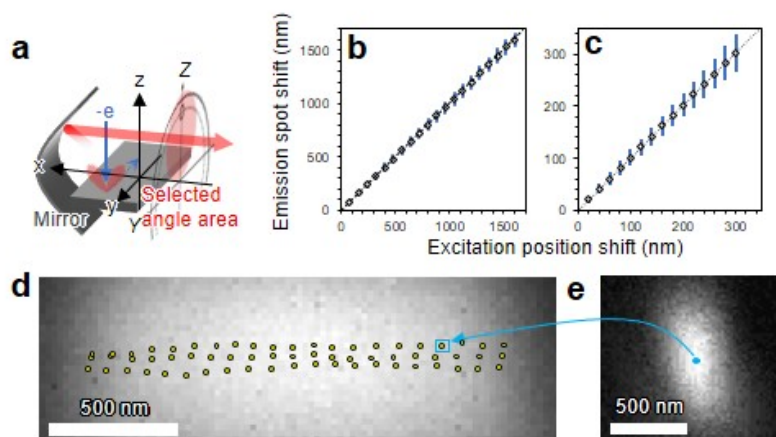 a
z
Z
-e
x
Mirror
y
Y
Selected
angle area
b
c
Emission spot shift (nm)
1500
1000
500
0
0
500
1000
1500
300
200
100
0
0
100
200
300
Excitation position shift (nm)
d
500 nm
e
500 nm